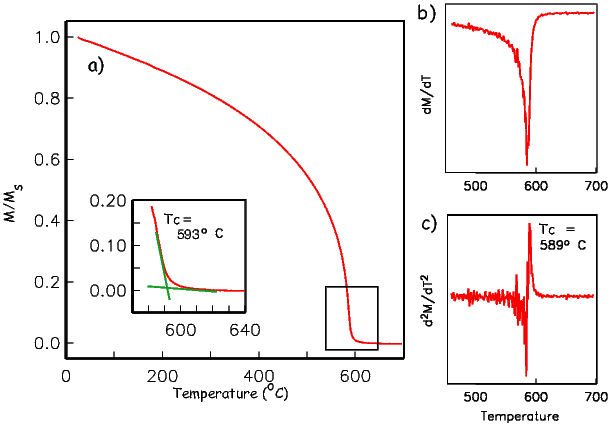 a)
M/Ms
1.0
0.8
0.6
0.4
0.2
0.0
0 200 400 600
Temperature (°C)
0.20
0.10
0.00
600 640
Tc =
593° C
b)
dM/dT
500 600 700
c)
Tc =
589° C
d²M/dT²
500 600 700
Temperature